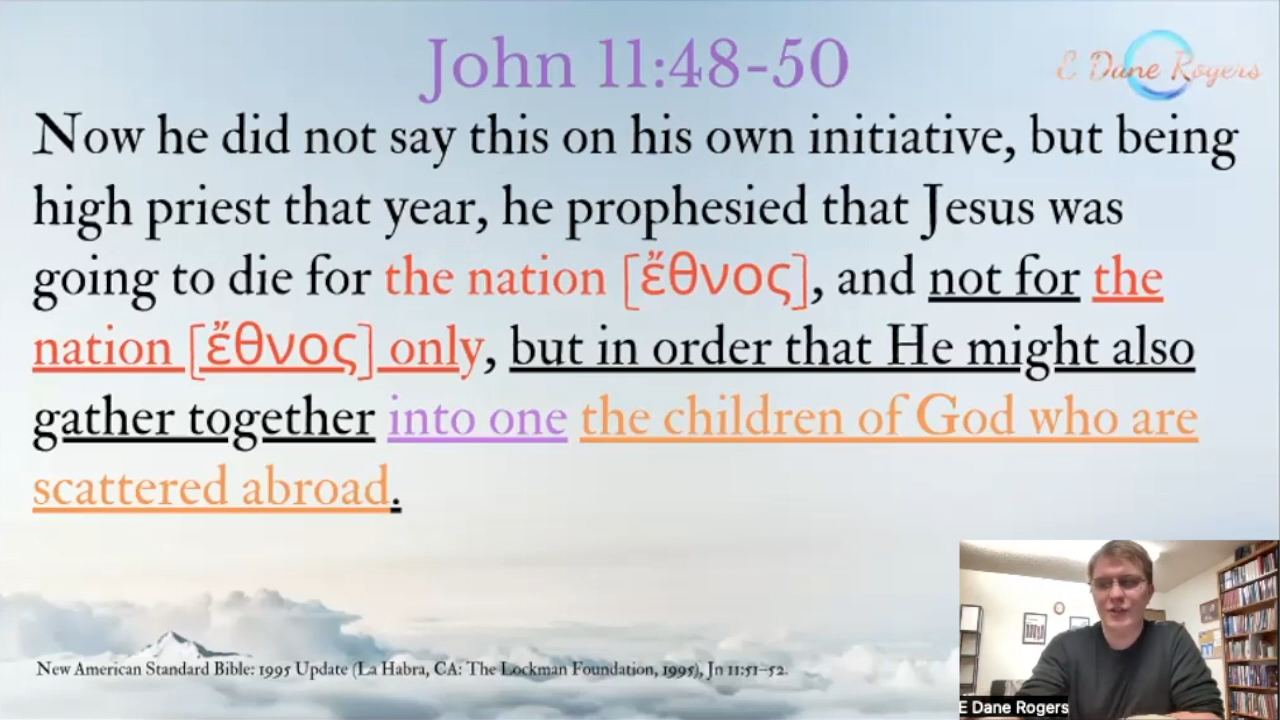 John 11:48-50
E Dane Rogers
Now he did not say this on his own initiative, but being
high priest that year, he prophesied that Jesus was
going to die for the nation [ἔθνος], and not for the
nation [ἔθνος] only, but in order that He might also
gather together into one the children of God who are
scattered abroad.
New American Standard Bible: 1995 Update (La Habra, CA: The Lockman Foundation, 1995), Jn 11:51–52.
E Dane Rogers